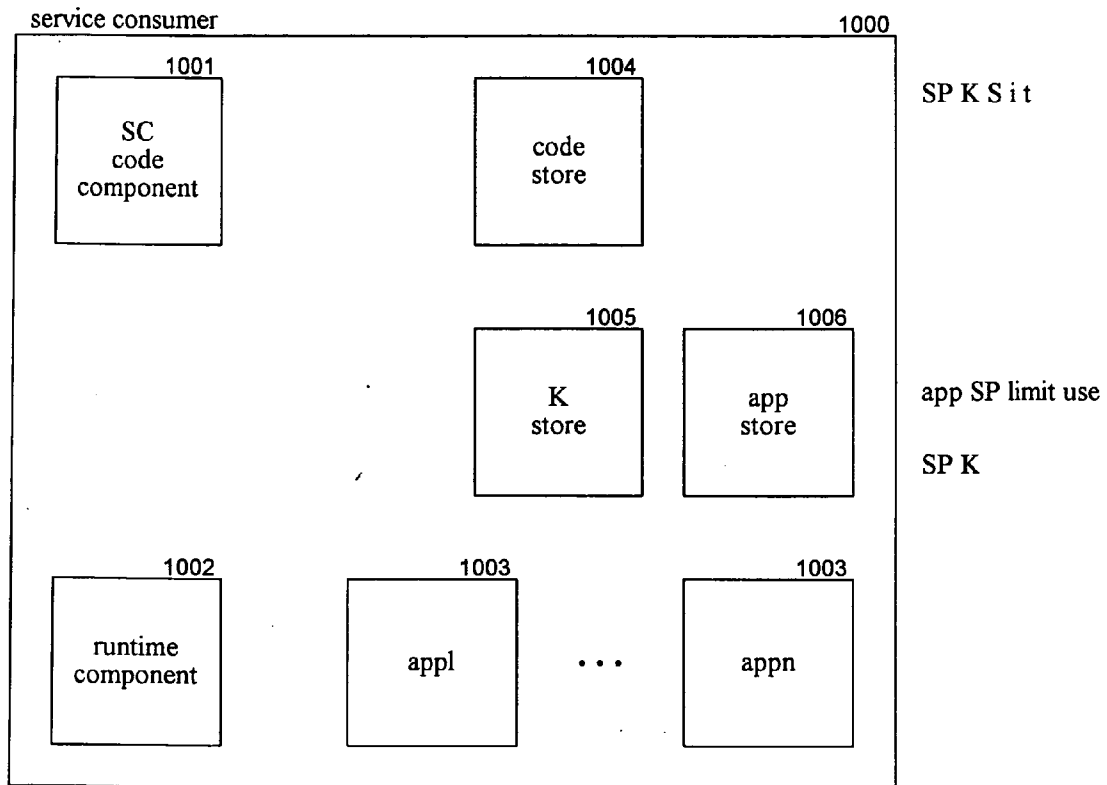 service consumer 1000
1001 1004
SP K S i t
SC
code
component
code
store
1005 1006
K
store
app
store
app SP limit use
SP K
1002 1003 1003
runtime
component
appl
• • •
appn